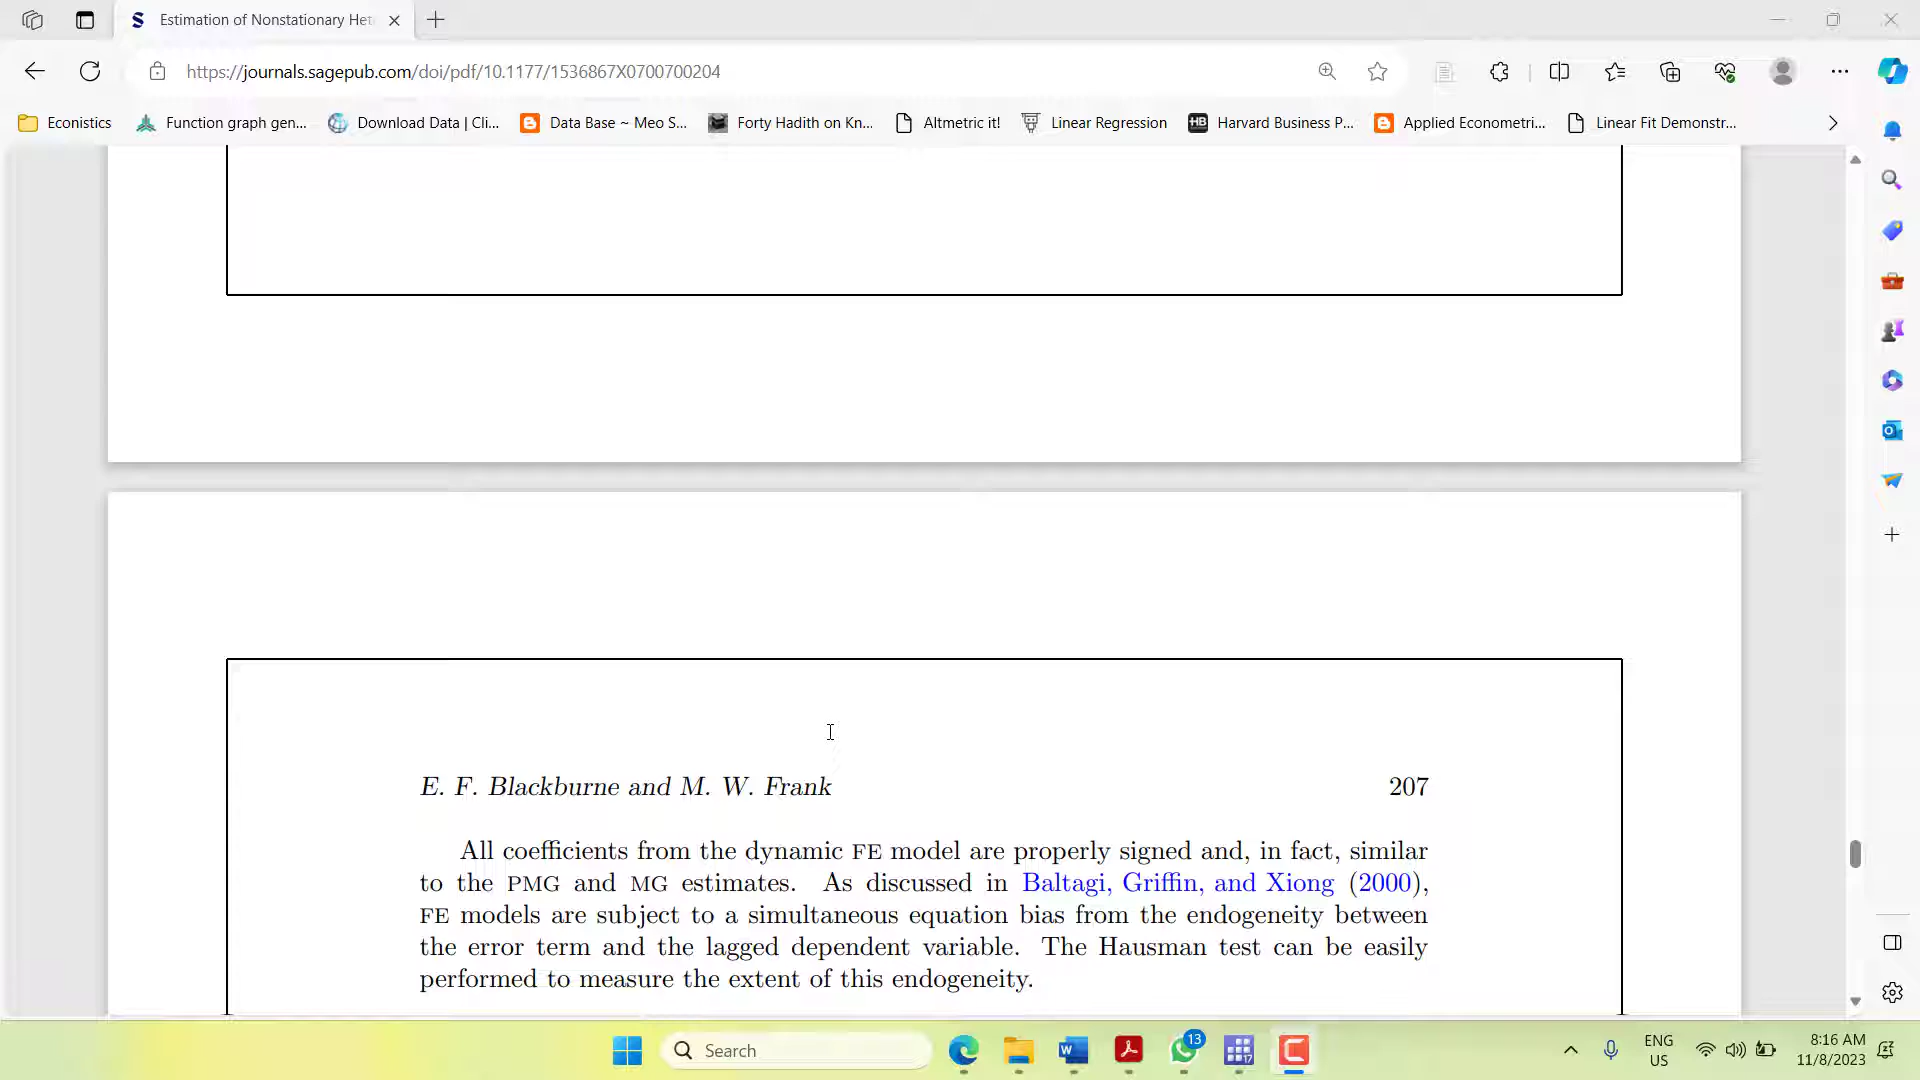 Estimation of Nonstationary Het
https://journals.sagepub.com/doi/pdf/10.1177/1536867X0700700204
Econistics
Function graph gen...
Download Data | Cli...
Data Base ~ Meo S...
Forty Hadith on Kn...
Altmetric it!
Linear Regression
HB
Harvard Business P...
Applied Econometri...
Linear Fit Demonstr...
E. F. Blackburne and M. W. Frank 207
All coefficients from the dynamic FE model are properly signed and, in fact, similar
to the PMG and MG estimates. As discussed in Baltagi, Griffin, and Xiong (2000),
FE models are subject to a simultaneous equation bias from the endogeneity between
the error term and the lagged dependent variable. The Hausman test can be easily
performed to measure the extent of this endogeneity.
Search
13
17
ENG
US
8:16 AM
11/8/2023